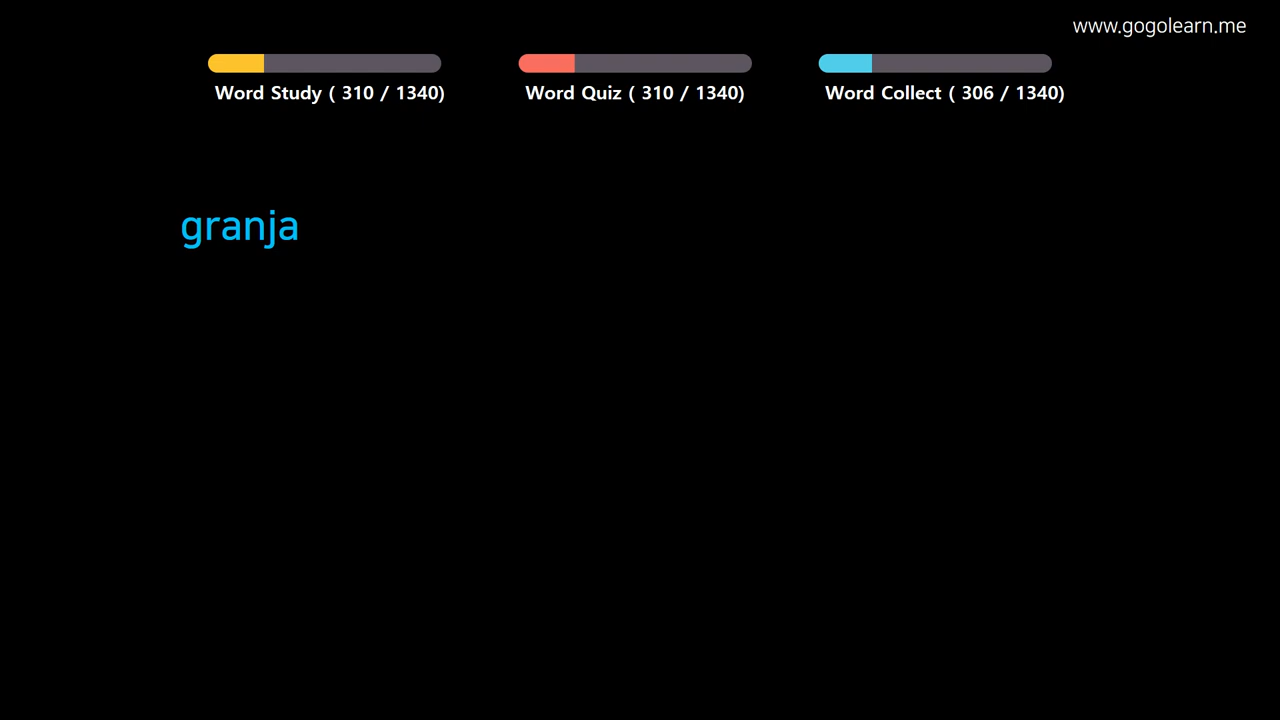 www.gogolearn.me
Word Study ( 310 / 1340)
Word Quiz ( 310 / 1340)
Word Collect ( 306 / 1340)
granja